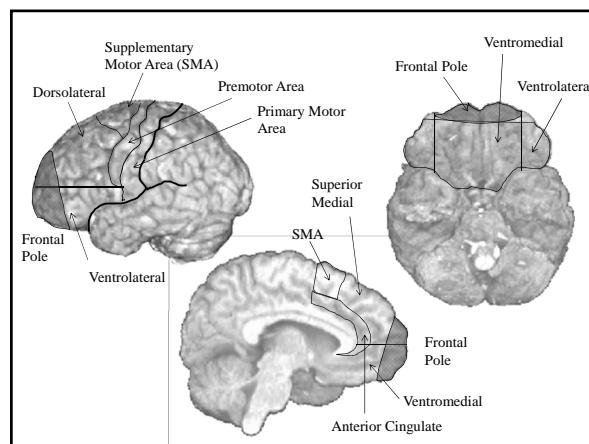 Supplementary
Motor Area (SMA)
Dorsolateral
Premotor Area
Primary Motor
Area
Frontal
Pole
Ventrolateral
Ventromedial
Frontal Pole
Ventrolatera
Superior
Medial
SMA
Frontal
Pole
Ventromedial
Anterior Cingulate